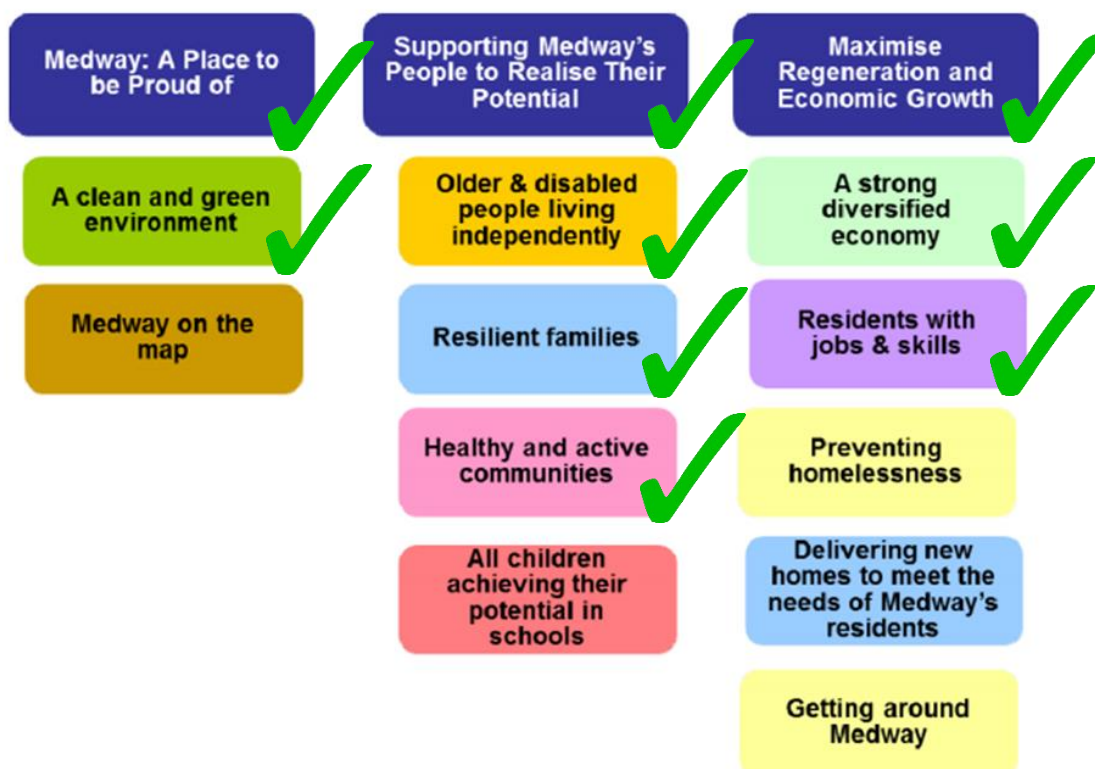 Medway: A Place to
be Proud of
A clean and green
environment
Medway on the
map
Supporting Medway's
People to Realise Their
Potential
Older & disabled
people living
independently
Resilient families
Healthy and active
communities
All children
achieving their
potential in
schools
Maximise
Regeneration and
Economic Growth
A strong
diversified
economy
Residents with
jobs & skills
Preventing
homelessness
Delivering new
homes to meet the
needs of Medway's
residents
Getting around
Medway